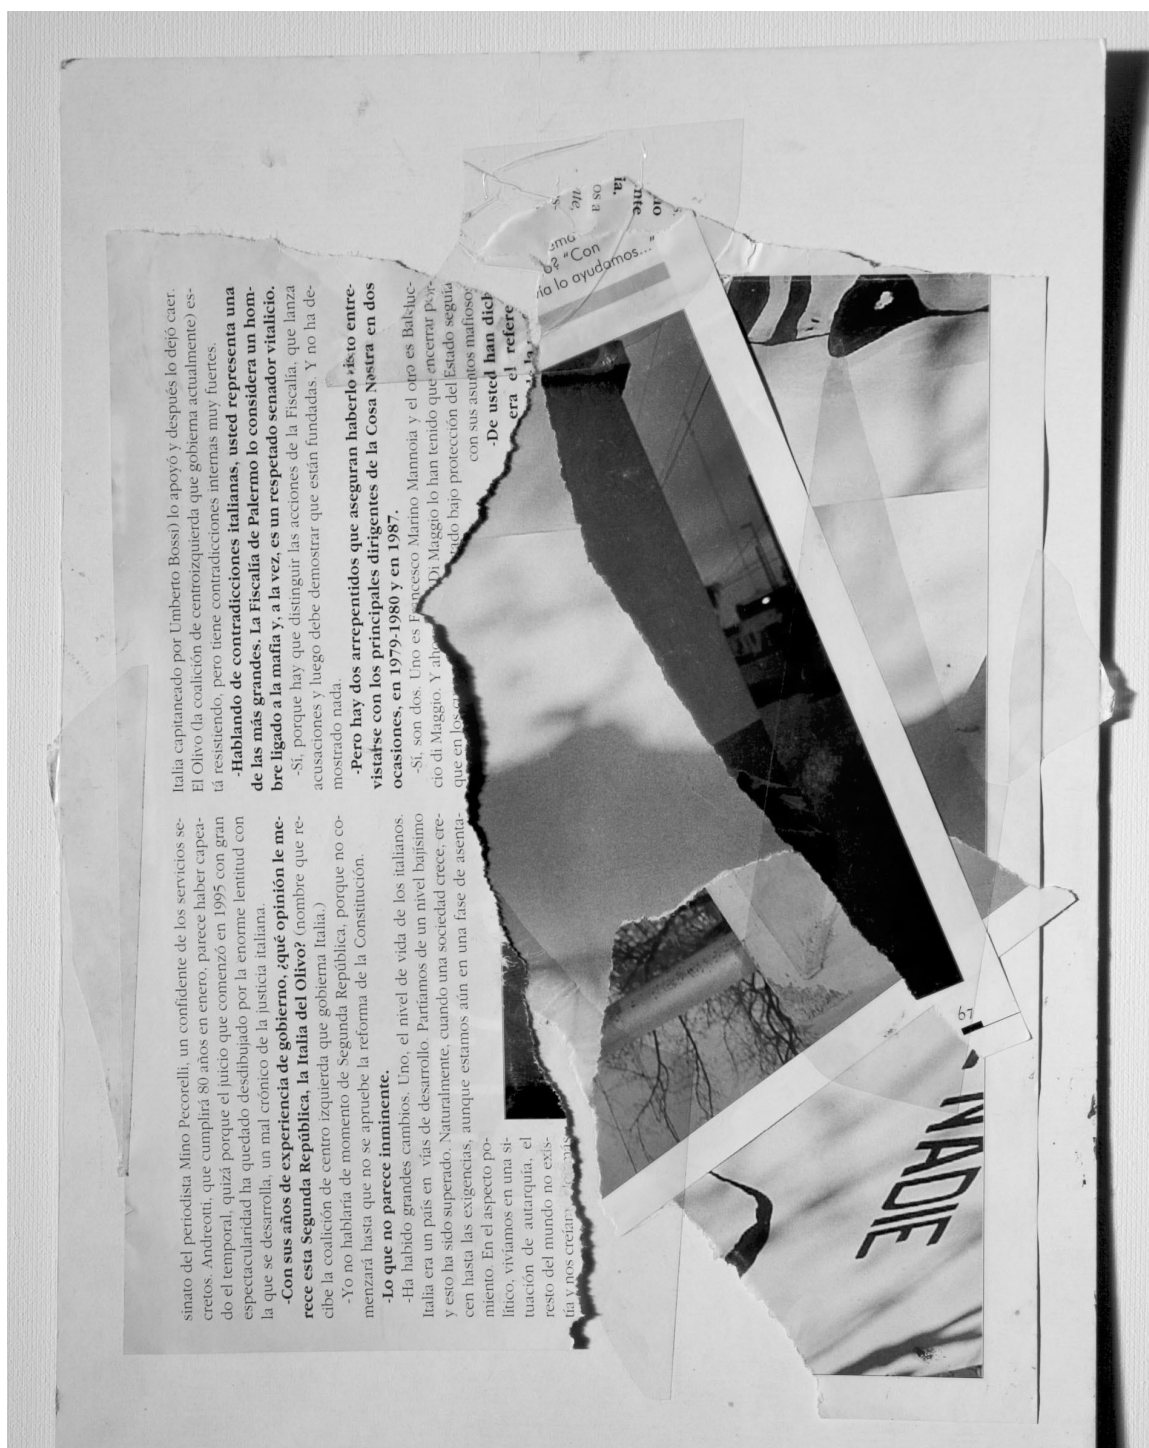 sinato del periodista Mino Pecorelli, un confidente de los servicios se-
cretos. Andreotti, que cumplirá 80 años en enero, parece haber capea-
do el temporal, quizá porque el juicio que comenzó en 1995 con gran
espectacularidad ha quedado desdibujado por la enorme lentitud con
la que se desarrolla, un mal crónico de la justicia italiana.
-Con sus años de experiencia de gobierno, ¿qué opinión le me-
rece esta Segunda República, la Italia del Olivo? (nombre que re-
cibe la coalición de centro izquierda que gobierna Italia.)
-Yo no hablaría de momento de Segunda República, porque no co-
menzará hasta que no se apruebe la reforma de la Constitución.
-Lo que no parece inminente.
-Ha habido grandes cambios. Uno, el nivel de vida de los italianos.
Italia era un país en vías de desarrollo. Partíamos de un nivel bajísimo
y esto ha sido superado. Naturalmente, cuando una sociedad crece, cre-
cen hasta las exigencias, aunque estamos aún en una fase de asenta-
miento. En el aspecto po-
lítico, vivíamos en una si-
tuación de autarquía, el
resto del mundo no exis-
tía y nos creíam
Italia capitaneado por Umberto Bossi) lo apoyó y después lo dejó caer.
El Olivo (la coalición de centroizquierda que gobierna actualmente) es-
tá resistiendo, pero tiene contradicciones internas muy fuertes.
-Hablando de contradicciones italianas, usted representa una
de las más grandes. La Fiscalía de Palermo lo considera un hom-
bre ligado a la mafia y, a la vez, es un respetado senador vitalicio.
-Sí, porque hay que distinguir las acciones de la Fiscalía, que lanza
acusaciones y luego debe demostrar que están fundadas. Y no ha de-
mostrado nada.
-Pero hay dos arrepentidos que aseguran haberlo visto entre-
vistarse con los principales dirigentes de la Cosa Nostra en dos
ocasiones, en 1979-1980 y en 1987.
-Sí, son dos. Uno es Francesco Marino Mannoia y el otro es Balduc-
cio di Maggio. Y aho Di Maggio lo han tenido que encerrar por-
que en los tado bajo protección del Estado seguía
con sus asuntos mafiosos
-De usted han dich
era el refere
os a
ia.
nte
"Con
ia lo ayudamos..."
67
NADIE